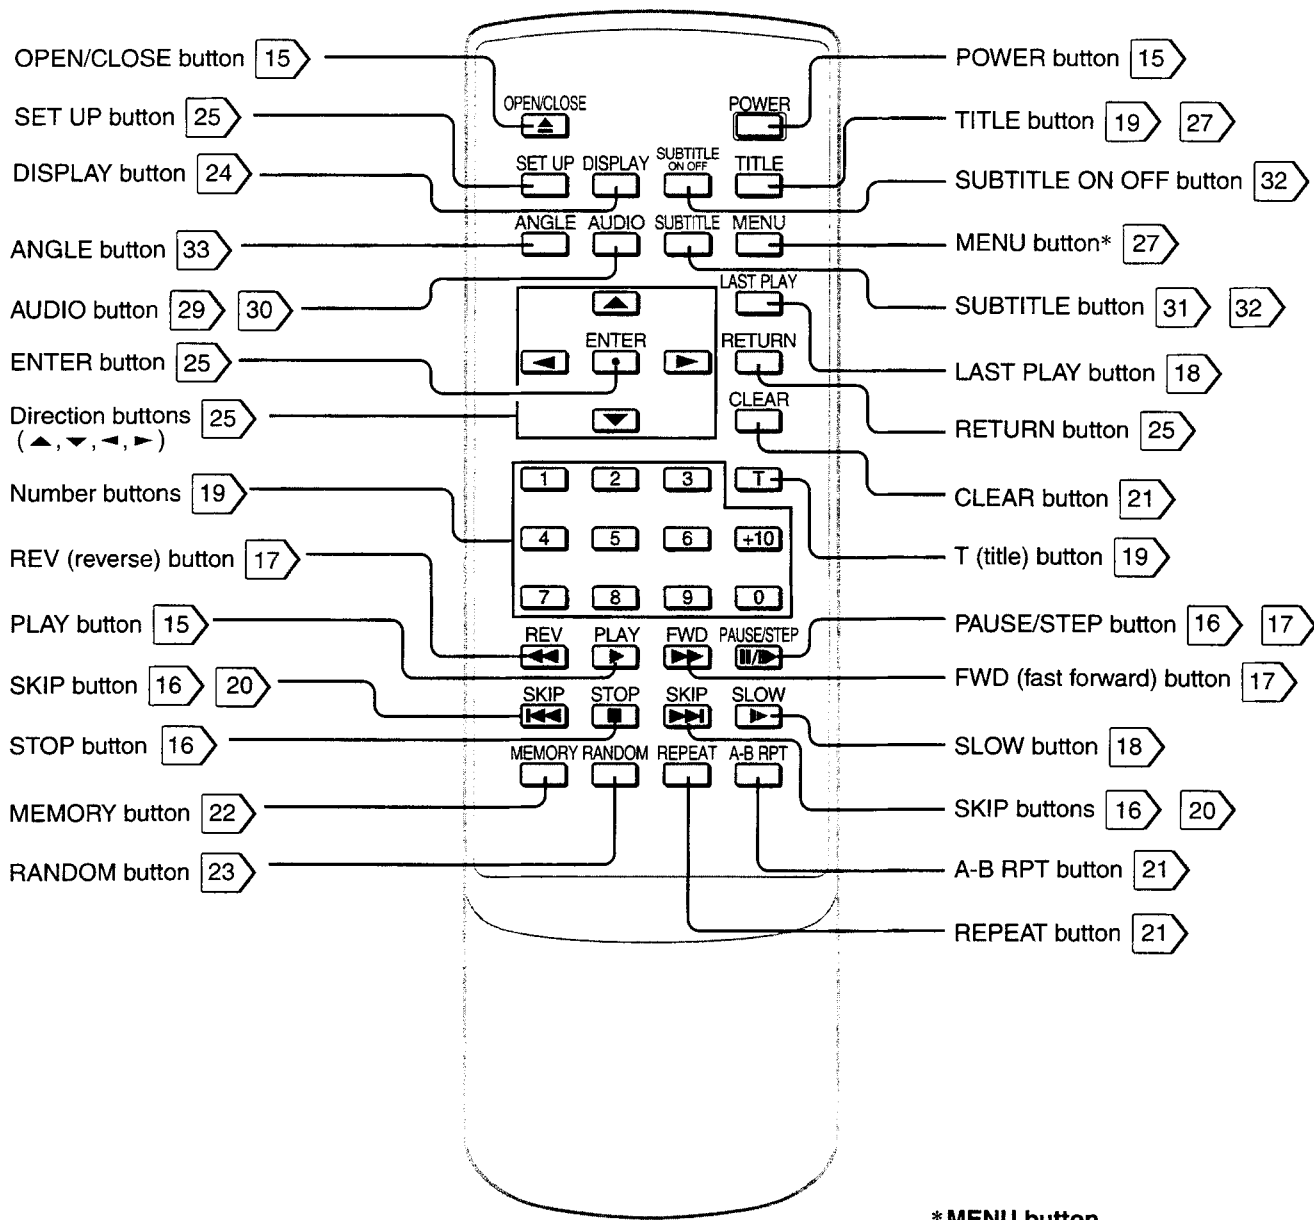 OPEN/CLOSE button 15
SET UP button 25
DISPLAY button 24
ANGLE button 33
AUDIO button 29 30
ENTER button 25
Direction buttons 25
(▲, ▼, ◄, ►)
Number buttons 19
REV (reverse) button 17
PLAY button 15
SKIP button 16 20
STOP button 16
MEMORY button 22
RANDOM button 23
OPEN/CLOSE POWER
SET UP DISPLAY SUBTITLE ON OFF TITLE
ANGLE AUDIO SUBTITLE MENU
LAST PLAY
ENTER RETURN
CLEAR
1 2 3 T
4 5 6 +10
7 8 9 0
REV PLAY FWD PAUSE/STEP
SKIP STOP SKIP SLOW
MEMORY RANDOM REPEAT A-B RPT
POWER button 15
TITLE button 19 27
SUBTITLE ON OFF button 32
MENU button* 27
SUBTITLE button 31 32
LAST PLAY button 18
RETURN button 25
CLEAR button 21
T (title) button 19
PAUSE/STEP button 16 17
FWD (fast forward) button 17
SLOW button 18
SKIP buttons 16 20
A-B RPT button 21
REPEAT button 21
*MENU button